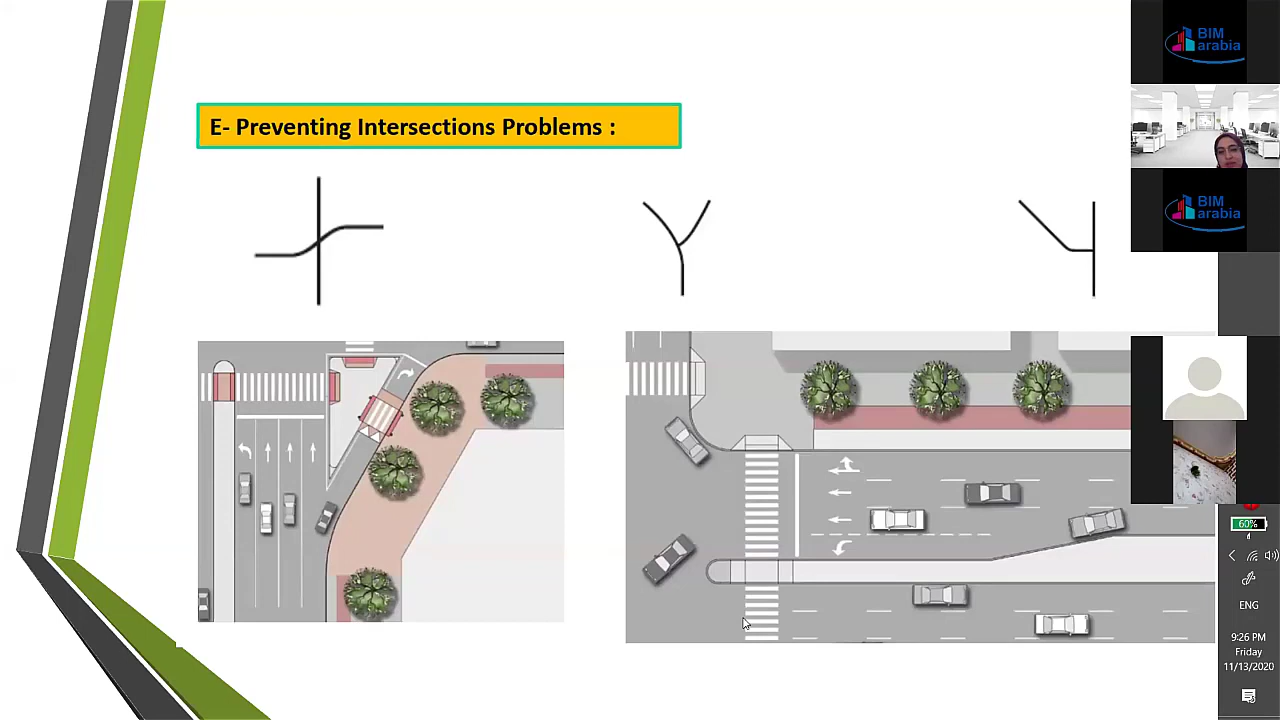 E- Preventing Intersections Problems :
BIM
arabia
BIM
arabia
60%
ENG
9:26 PM
Friday
11/13/2020